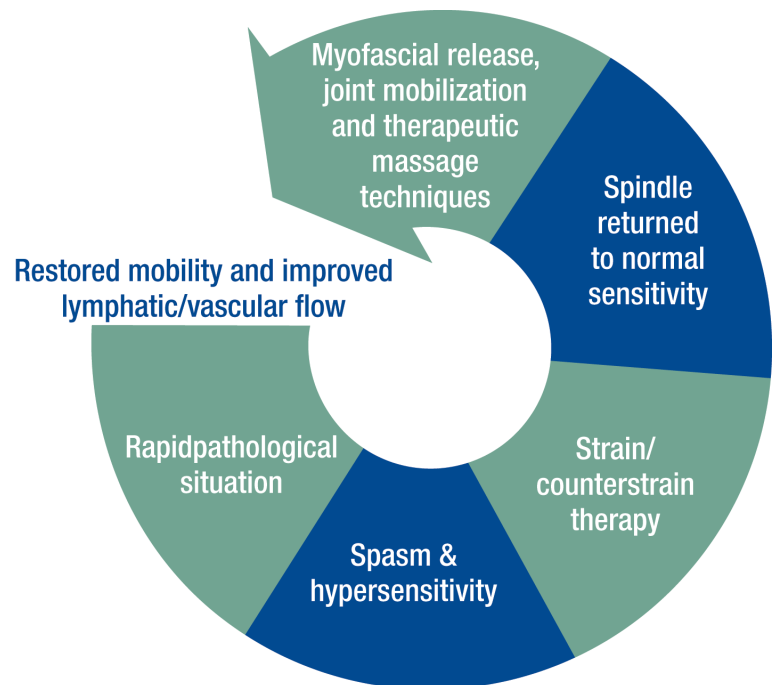 Myofascial release,
joint mobilization
and therapeutic
massage
techniques
Spindle
returned
to normal
sensitivity
Restored mobility and improved
lymphatic/vascular flow
Rapidpathological
situation
Strain/
counterstrain
therapy
Spasm &
hypersensitivity